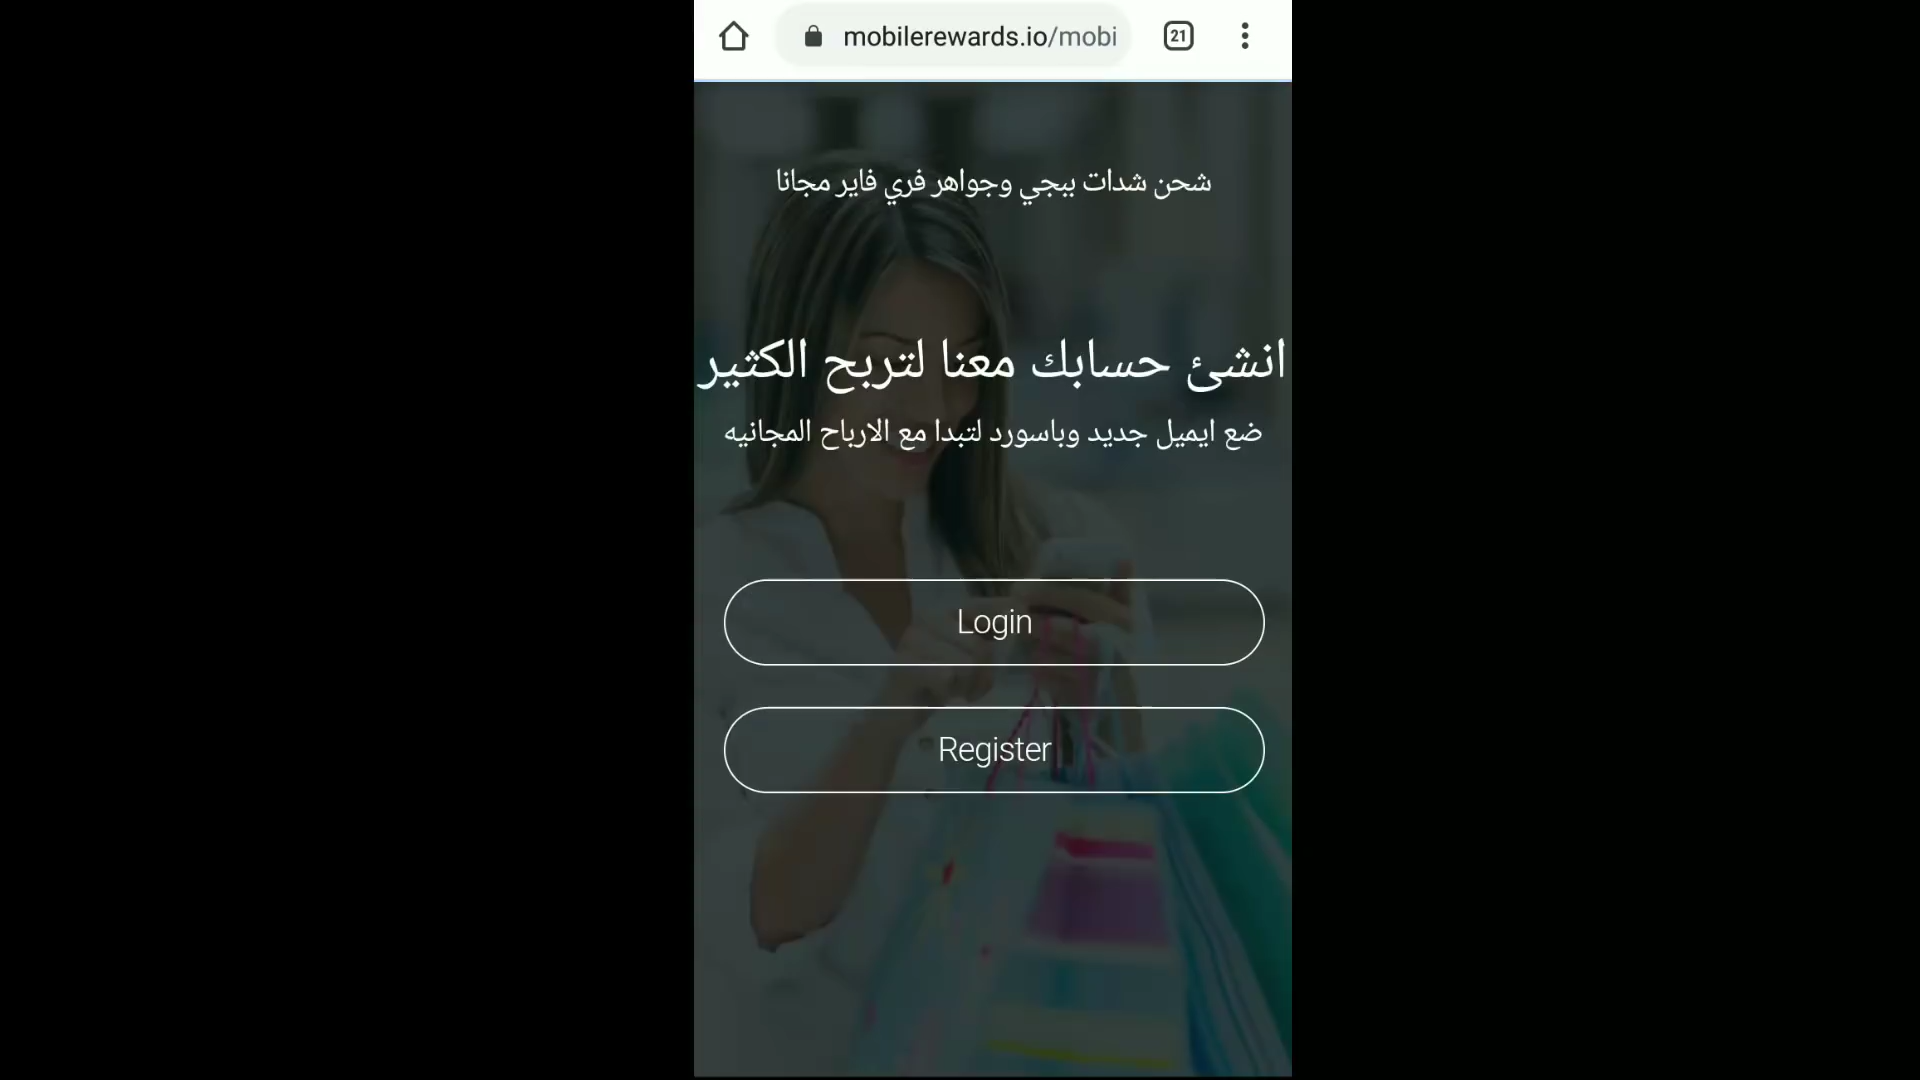 mobilerewards.io/mobi
21
شحن شدات ببجي وجواهر فري فاير مجانا
انشئ حسابك معنا لتربح الكثير
ضع ايميل جديد وباسورد لتبدا مع الارباح المجانيه
Login
Register